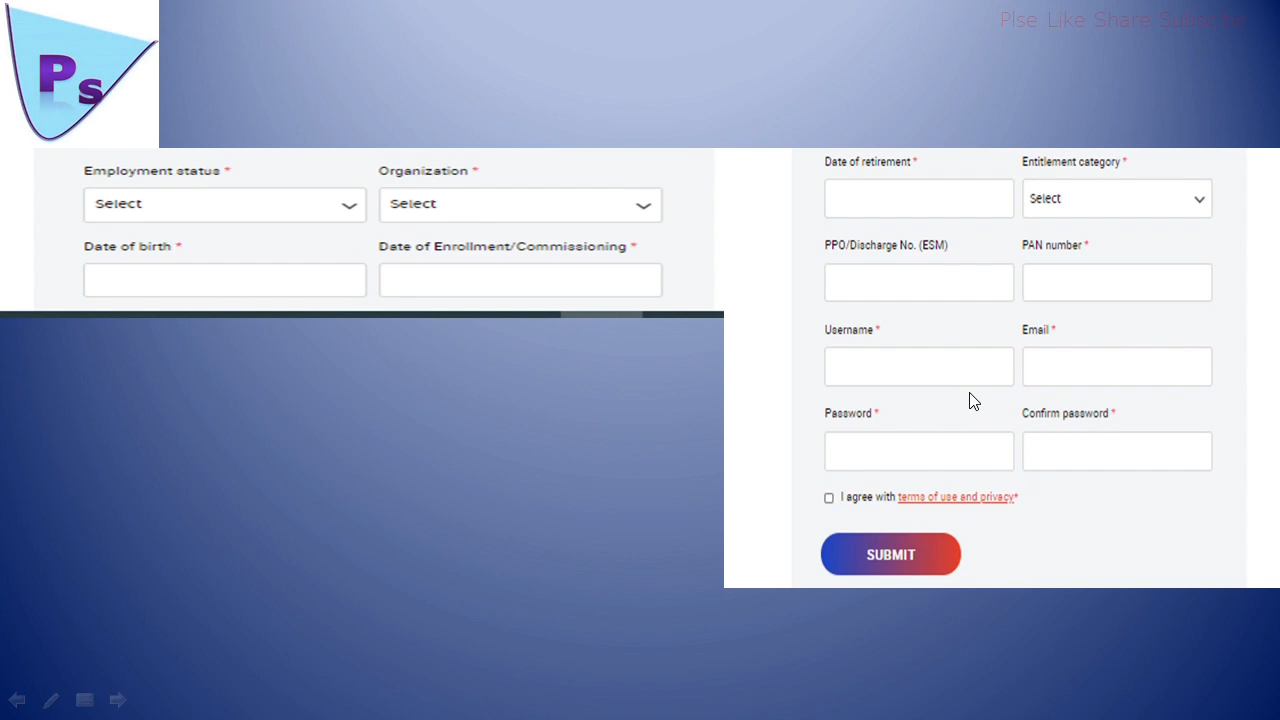 Plse Like Share Subscribe
Ps
Employment status * Organization *
Select Select
Date of birth * Date of Enrollment/Commissioning *
Date of retirement * Entitlement category *
Select
PPO/Discharge No. (ESM) PAN number *
Username * Email *
Password * Confirm password *
I agree with terms of use and privacy*
SUBMIT